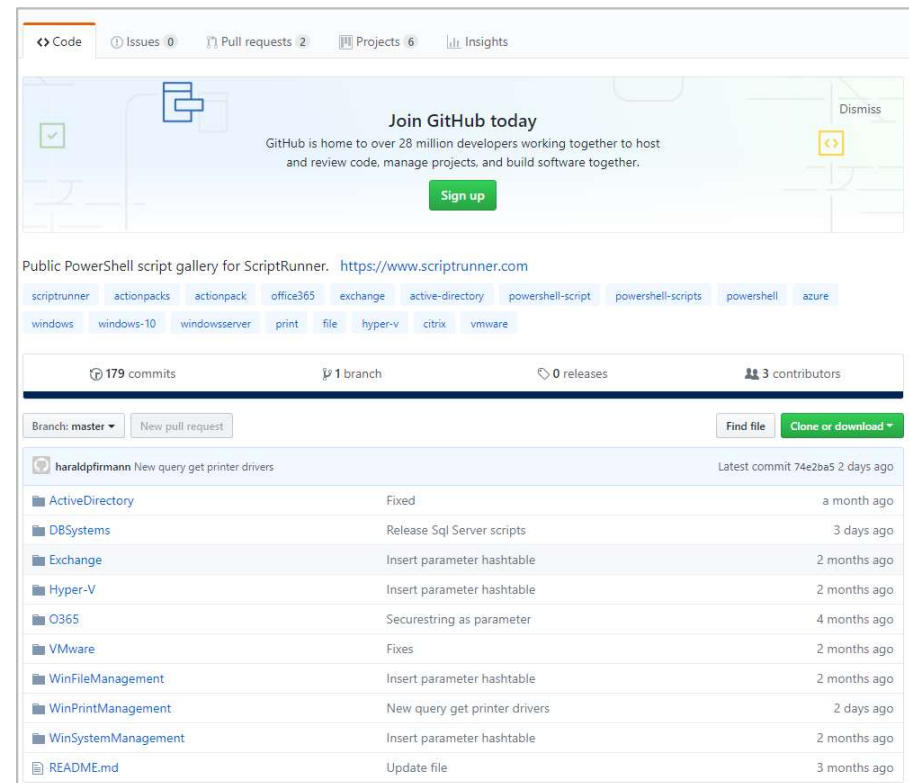 Code Issues 0 Pull requests 2 Projects 6 Insights
Join GitHub today
Dismiss
GitHub is home to over 28 million developers working together to host
and review code, manage projects, and build software together.
Sign up
Public PowerShell script gallery for ScriptRunner. https://www.scriptrunner.com
scriptrunner actionpacks actionpack office365 exchange active-directory powershell-script powershell-scripts powershell azure
windows windows-10 windowsserver print file hyper-v citrix vmware
179 commits 1 branch 0 releases 3 contributors
Branch: master New pull request Find file Clone or download
haraldpfirmann New query get printer drivers Latest commit 74e2ba5 2 days ago
ActiveDirectory Fixed a month ago
DBSystems Release Sql Server scripts 3 days ago
Exchange Insert parameter hashtable 2 months ago
Hyper-V Insert parameter hashtable 2 months ago
O365 Securestring as parameter 4 months ago
VMware Fixes 2 months ago
WinFileManagement Insert parameter hashtable 2 months ago
WinPrintManagement New query get printer drivers 2 days ago
WinSystemManagement Insert parameter hashtable 2 months ago
README.md Update file 3 months ago